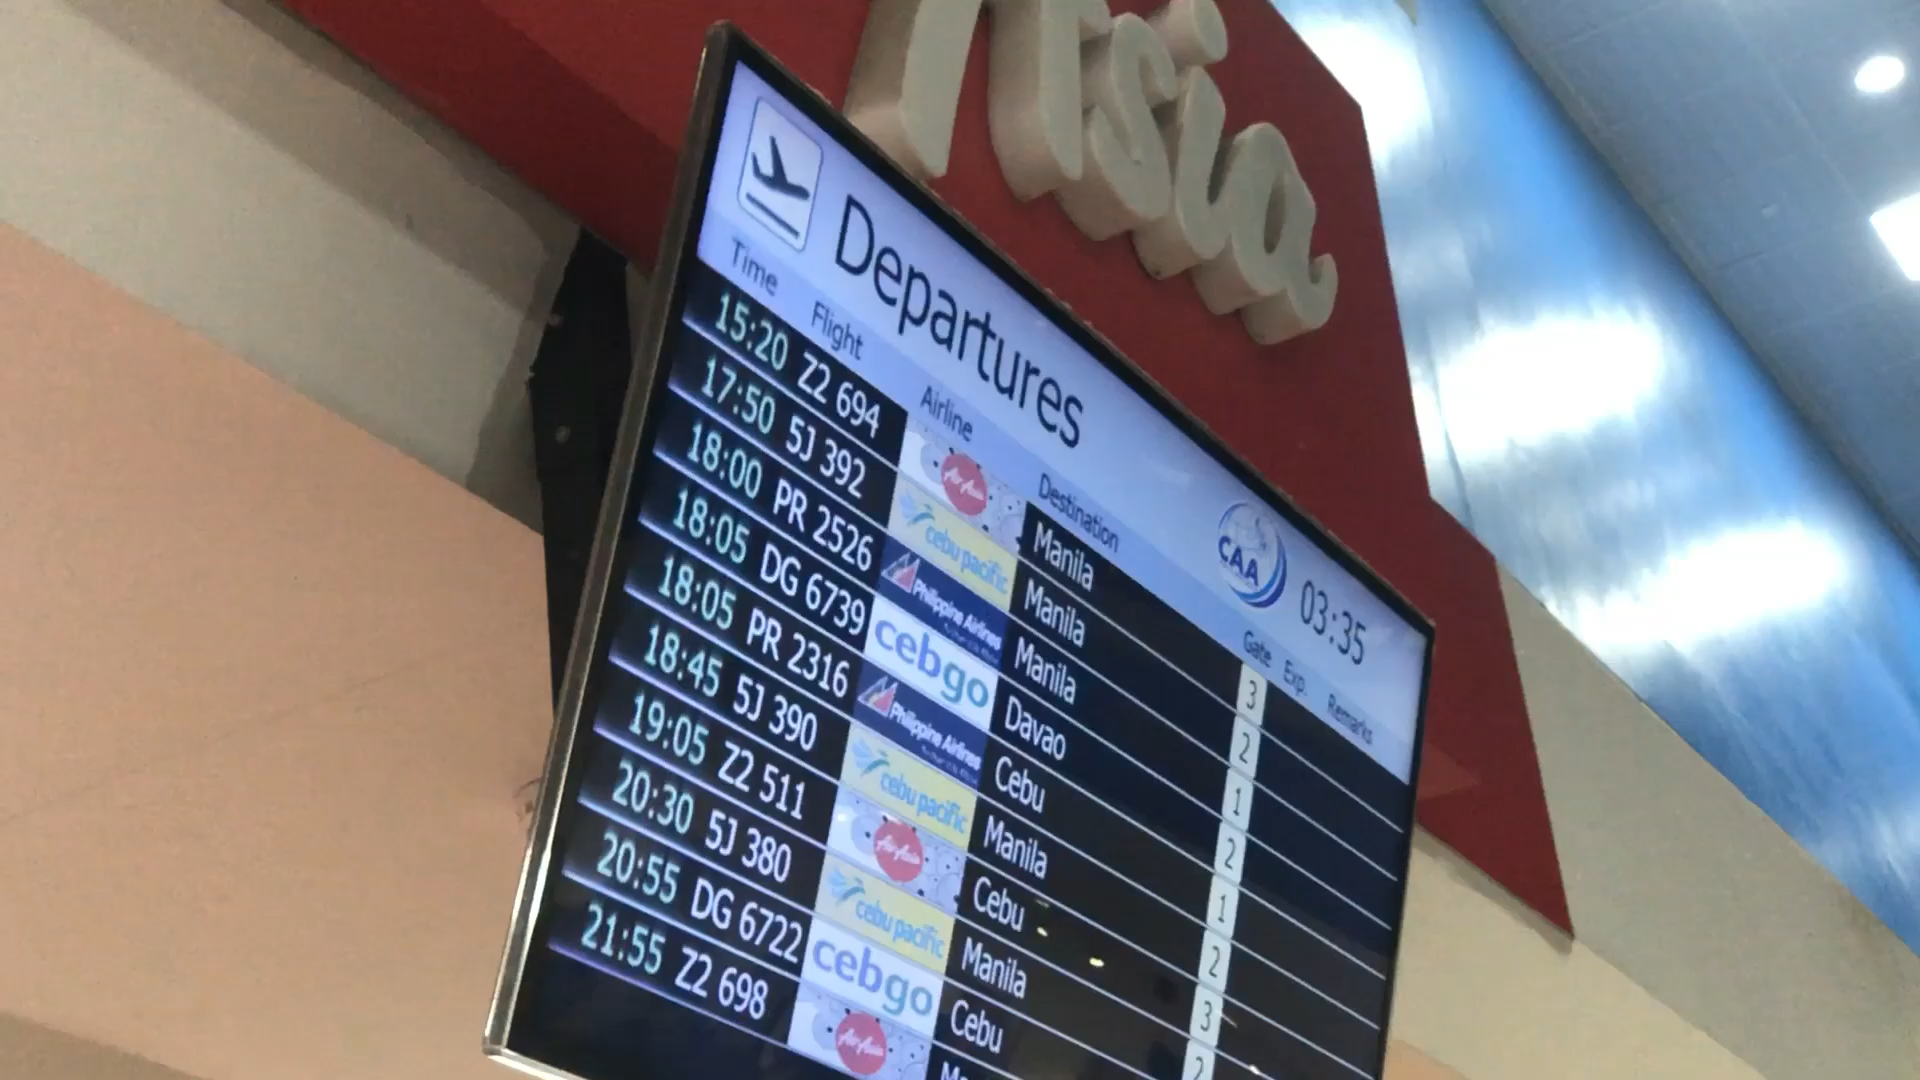 Asia
Departures
CAA 03:35
Time Flight Airline Destination Gate Exp. Remarks
15:20 Z2 694 AirAsia Manila 3
17:50 5J 392 cebu pacific Manila 2
18:00 PR 2526 Philippine Airlines Manila 1
18:05 DG 6739 cebgo Davao 2
18:05 PR 2316 Philippine Airlines Cebu 1
18:45 5J 390 cebu pacific Manila 2
19:05 Z2 511 AirAsia Cebu 3
20:30 5J 380 cebu pacific Manila 2
20:55 DG 6722 cebgo Cebu
21:55 Z2 698 AirAsia